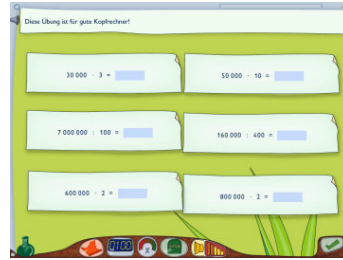 Diese Übung ist für gute Kopfrechner!
30 000 · 3 =
50 000 · 10 =
7 000 000 : 100 =
160 000 : 400 =
600 000 · 2 =
800 000 · 2 =